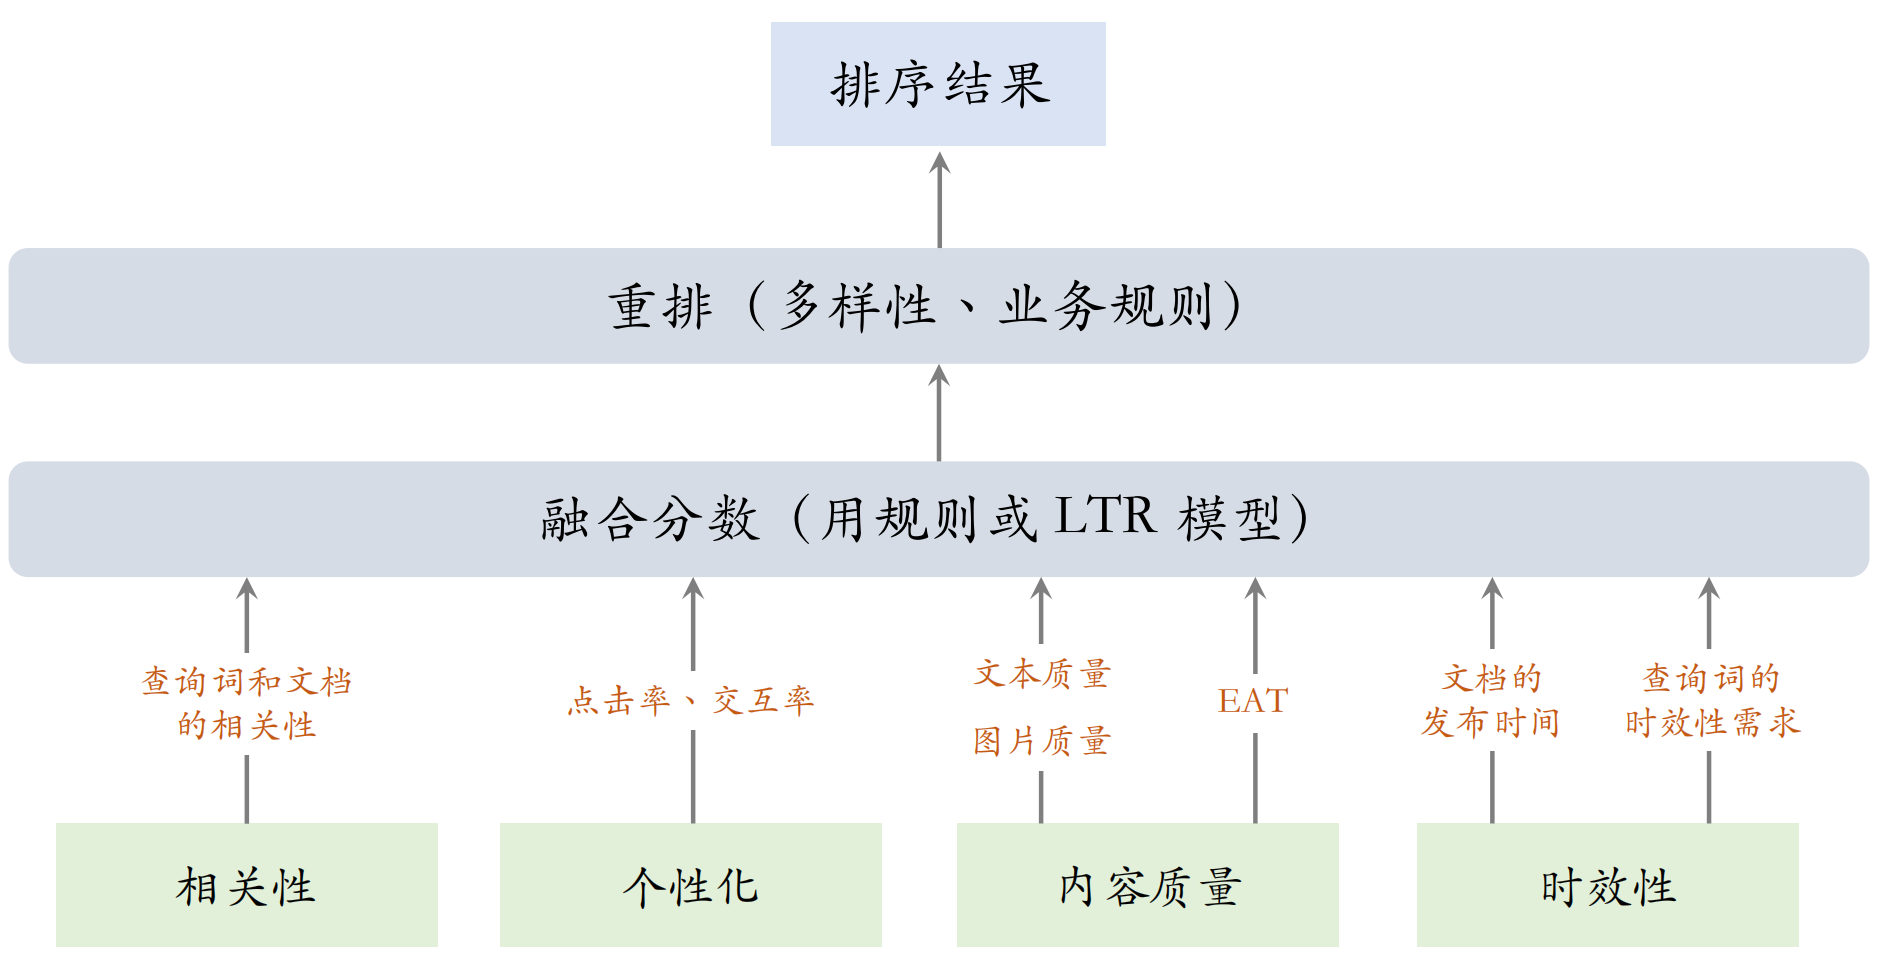 排序结果
重排（多样性、业务规则）
融合分数（用规则或 LTR 模型）
查询词和文档
的相关性
点击率、交互率
文本质量
图片质量
EAT
文档的
发布时间
查询词的
时效性需求
相关性
个性化
内容质量
时效性